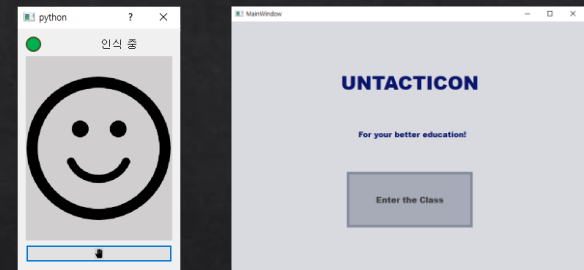 python
?
인식 중
MainWindow
UNTACTICON
For your better education!
Enter the Class